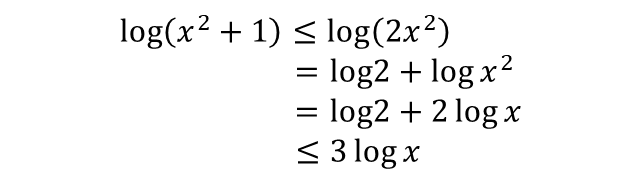 log(x² + 1) ≤ log(2x²)
= log2 + log x²
= log2 + 2 log x
≤ 3 log x